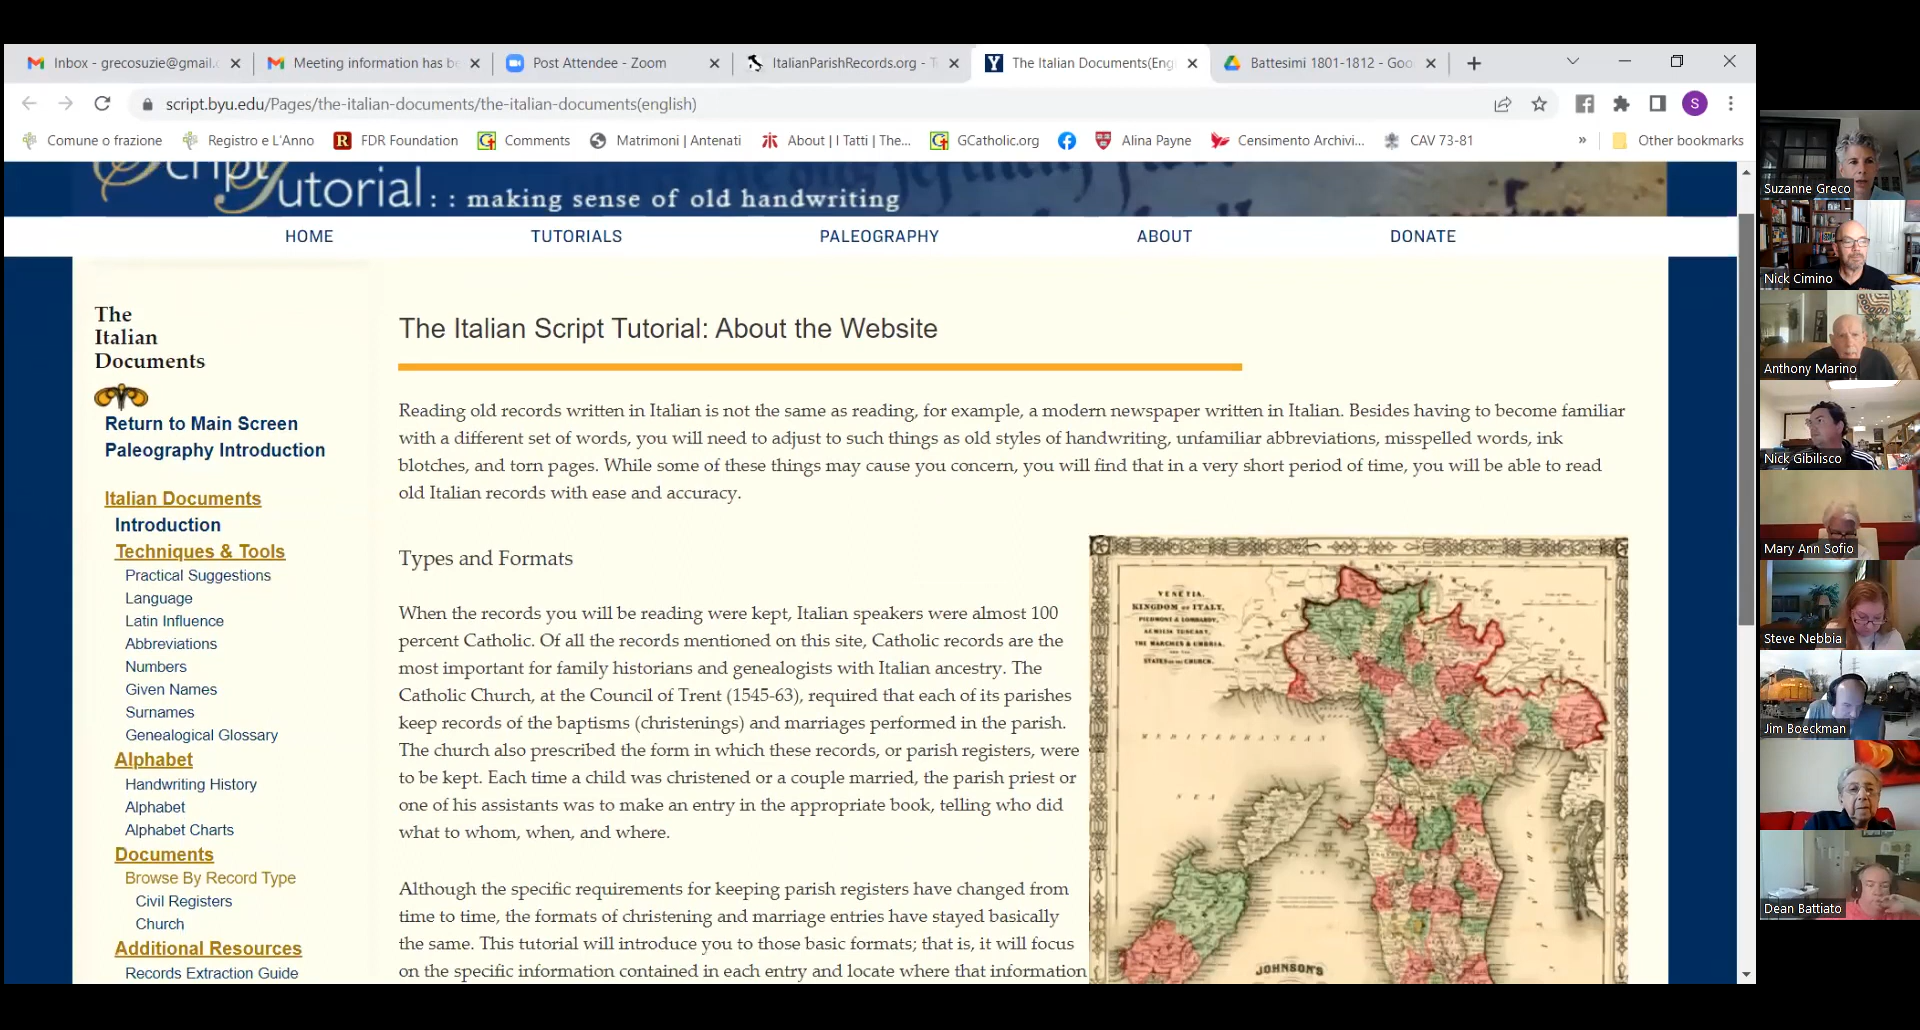 Inbox - grecosuzie@gmail.
Meeting information has be
Post Attendee - Zoom
ItalianParishRecords.org - T
The Italian Documents(Eng
Battesimi 1801-1812 - Goo
script.byu.edu/Pages/the-italian-documents/the-italian-documents(english)
S
Comune o frazione
Registro e L'Anno
FDR Foundation
Comments
Matrimoni | Antenati
About | I Tatti | The...
GCatholic.org
Alina Payne
Censimento Archivi...
CAV 73-81
»
Other bookmarks
Script Tutorial : : making sense of old handwriting
HOME
TUTORIALS
PALEOGRAPHY
ABOUT
DONATE
The
Italian
Documents
Return to Main Screen
Paleography Introduction
Italian Documents
Introduction
Techniques & Tools
Practical Suggestions
Language
Latin Influence
Abbreviations
Numbers
Given Names
Surnames
Genealogical Glossary
Alphabet
Handwriting History
Alphabet
Alphabet Charts
Documents
Browse By Record Type
Civil Registers
Church
Additional Resources
Records Extraction Guide
The Italian Script Tutorial: About the Website
Reading old records written in Italian is not the same as reading, for example, a modern newspaper written in Italian. Besides having to become familiar
with a different set of words, you will need to adjust to such things as old styles of handwriting, unfamiliar abbreviations, misspelled words, ink
blotches, and torn pages. While some of these things may cause you concern, you will find that in a very short period of time, you will be able to read
old Italian records with ease and accuracy.
Types and Formats
When the records you will be reading were kept, Italian speakers were almost 100
percent Catholic. Of all the records mentioned on this site, Catholic records are the
most important for family historians and genealogists with Italian ancestry. The
Catholic Church, at the Council of Trent (1545-63), required that each of its parishes
keep records of the baptisms (christenings) and marriages performed in the parish.
The church also prescribed the form in which these records, or parish registers, were
to be kept. Each time a child was christened or a couple married, the parish priest or
one of his assistants was to make an entry in the appropriate book, telling who did
what to whom, when, and where.
Although the specific requirements for keeping parish registers have changed from
time to time, the formats of christening and marriage entries have stayed basically
the same. This tutorial will introduce you to those basic formats; that is, it will focus
on the specific information contained in each entry and locate where that information
VENETIA,
KINGDOM OF ITALY,
PIEDMONT & LOMBARDY,
AEMILIA TUSCANY,
THE MARCHES & UMBRIA,
STATES OF THE CHURCH.
MEDITERRANEAN
SEA
JOHNSON'S
Suzanne Greco
Nick Cimino
Anthony Marino
Nick Gibilisco
Mary Ann Sofio
Steve Nebbia
Jim Boeckman
Dean Battiato